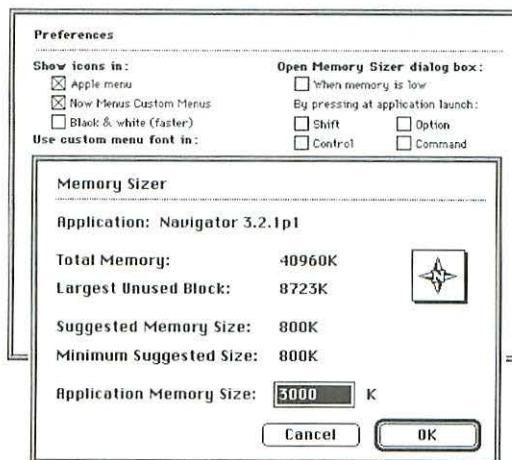 Preferences
Show icons in:
Apple menu
Now Menus Custom Menus
Black & white (faster)
Use custom menu font in:
Open Memory Sizer dialog box:
When memory is low
By pressing at application launch:
Shift Option
Control Command
Memory Sizer
Application: Navigator 3.2.1p1
Total Memory: 40960K
Largest Unused Block: 8723K
Suggested Memory Size: 800K
Minimum Suggested Size: 800K
Application Memory Size: 3000 K
Cancel OK